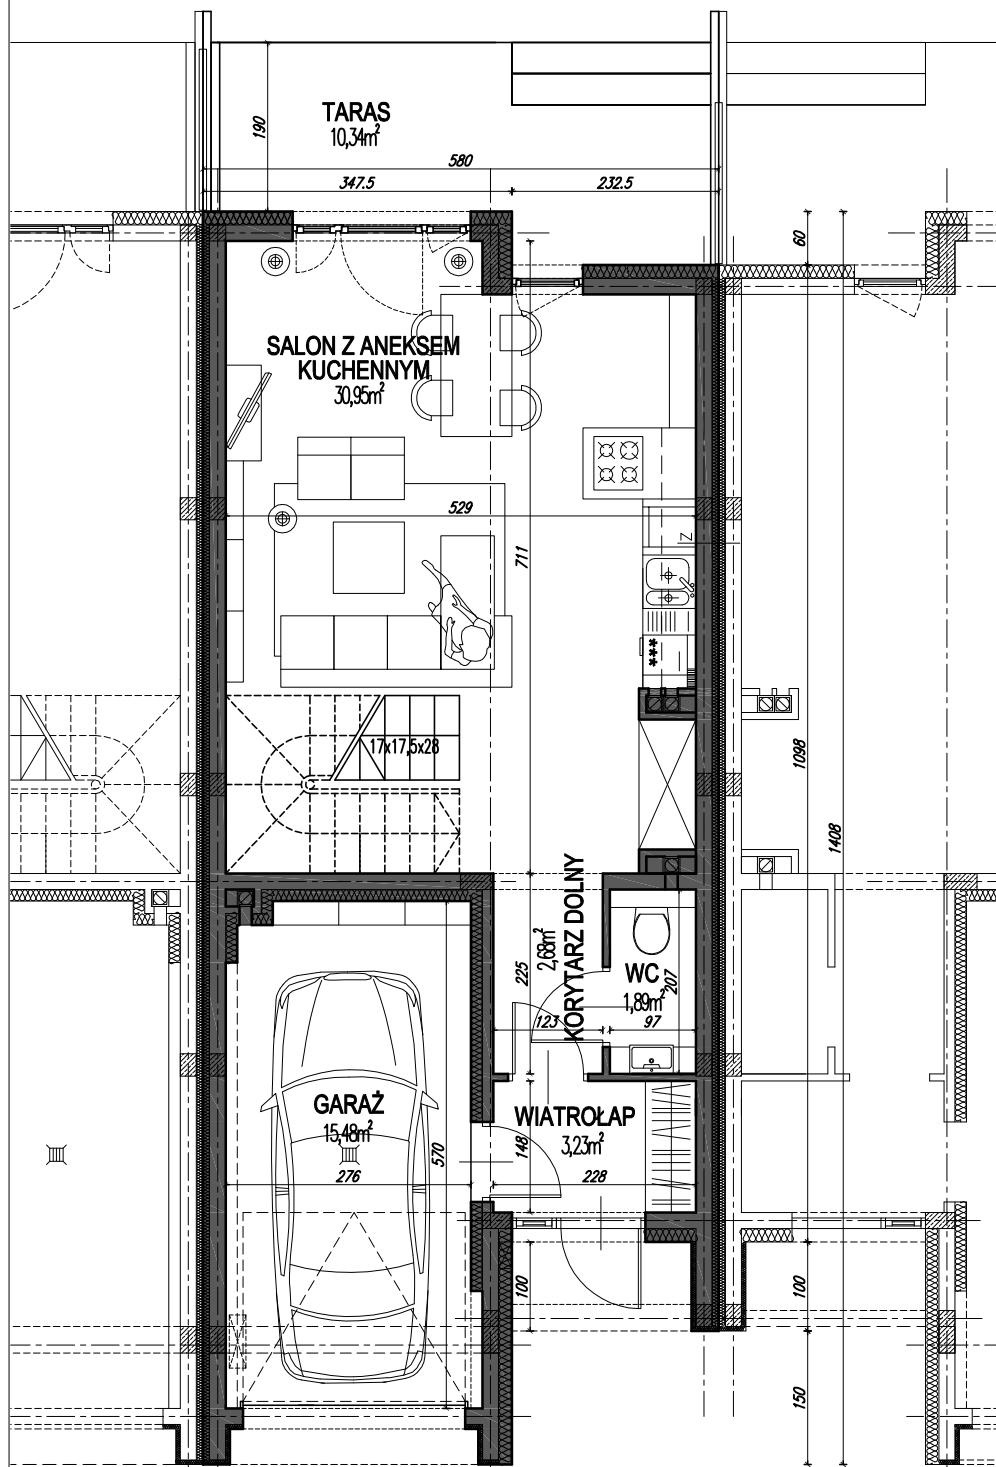 TARAS
10,34m²
190
580
347.5
232.5
60
SALON Z ANEKSEM
KUCHENNYM
30,95m²
529
711
Z
***
17x17,5x28
1098
1408
KORYTARZ DOLNY
2,68m²
225
WC
1,89m²
207
123
97
GARAŻ
15,48m²
276
570
WIATROŁAP
3,23m²
148
228
100
100
150